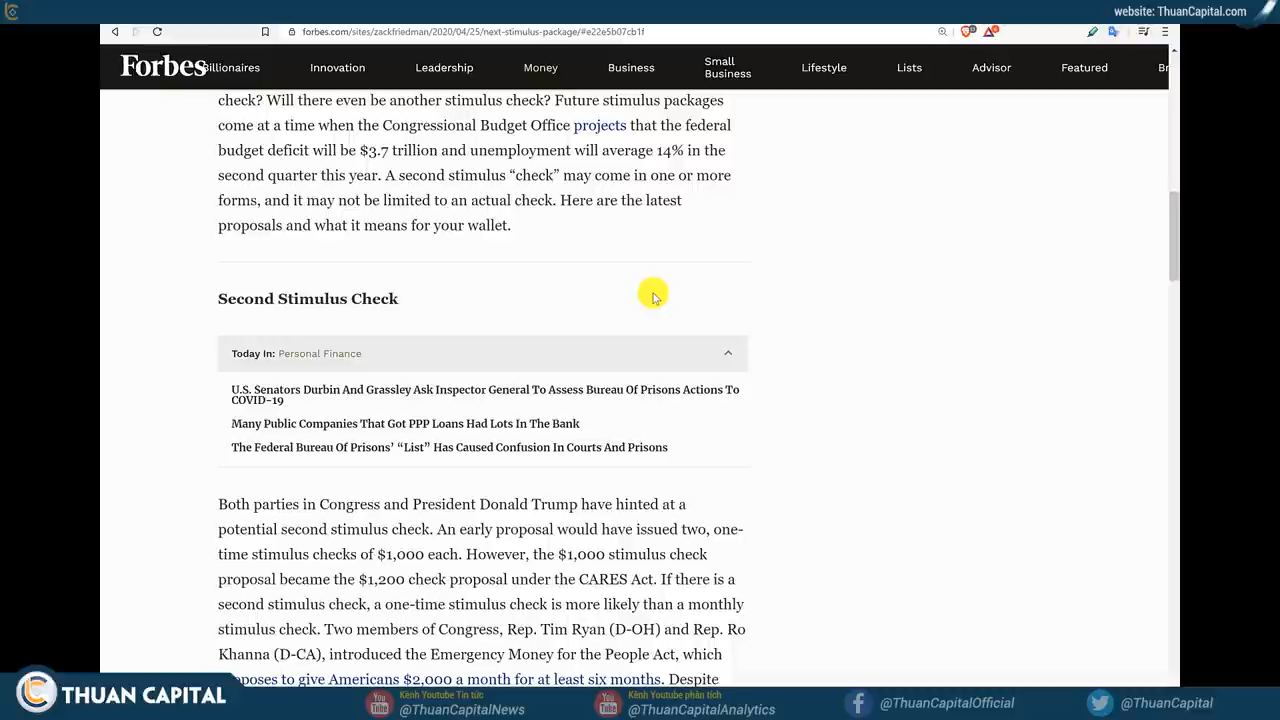 website: ThuanCapital.com
forbes.com/sites/zackfriedman/2020/04/25/next-stimulus-package/#e22e5b07cb1f
Forbes
Billionaires
Innovation
Leadership
Money
Business
Small
Business
Lifestyle
Lists
Advisor
Featured
Br
check? Will there even be another stimulus check? Future stimulus packages
come at a time when the Congressional Budget Office projects that the federal
budget deficit will be $3.7 trillion and unemployment will average 14% in the
second quarter this year. A second stimulus “check” may come in one or more
forms, and it may not be limited to an actual check. Here are the latest
proposals and what it means for your wallet.
Second Stimulus Check
Today In: Personal Finance
U.S. Senators Durbin And Grassley Ask Inspector General To Assess Bureau Of Prisons Actions To
COVID-19
Many Public Companies That Got PPP Loans Had Lots In The Bank
The Federal Bureau Of Prisons’ “List” Has Caused Confusion In Courts And Prisons
Both parties in Congress and President Donald Trump have hinted at a
potential second stimulus check. An early proposal would have issued two, one-
time stimulus checks of $1,000 each. However, the $1,000 stimulus check
proposal became the $1,200 check proposal under the CARES Act. If there is a
second stimulus check, a one-time stimulus check is more likely than a monthly
stimulus check. Two members of Congress, Rep. Tim Ryan (D-OH) and Rep. Ro
Khanna (D-CA), introduced the Emergency Money for the People Act, which
poses to give Americans $2,000 a month for at least six months. Despite
THUAN CAPITAL
Kênh Youtube Tin tức
@ThuanCapitalNews
Kênh Youtube phân tích
@ThuanCapitalAnalytics
@ThuanCapitalOfficial
@ThuanCapital